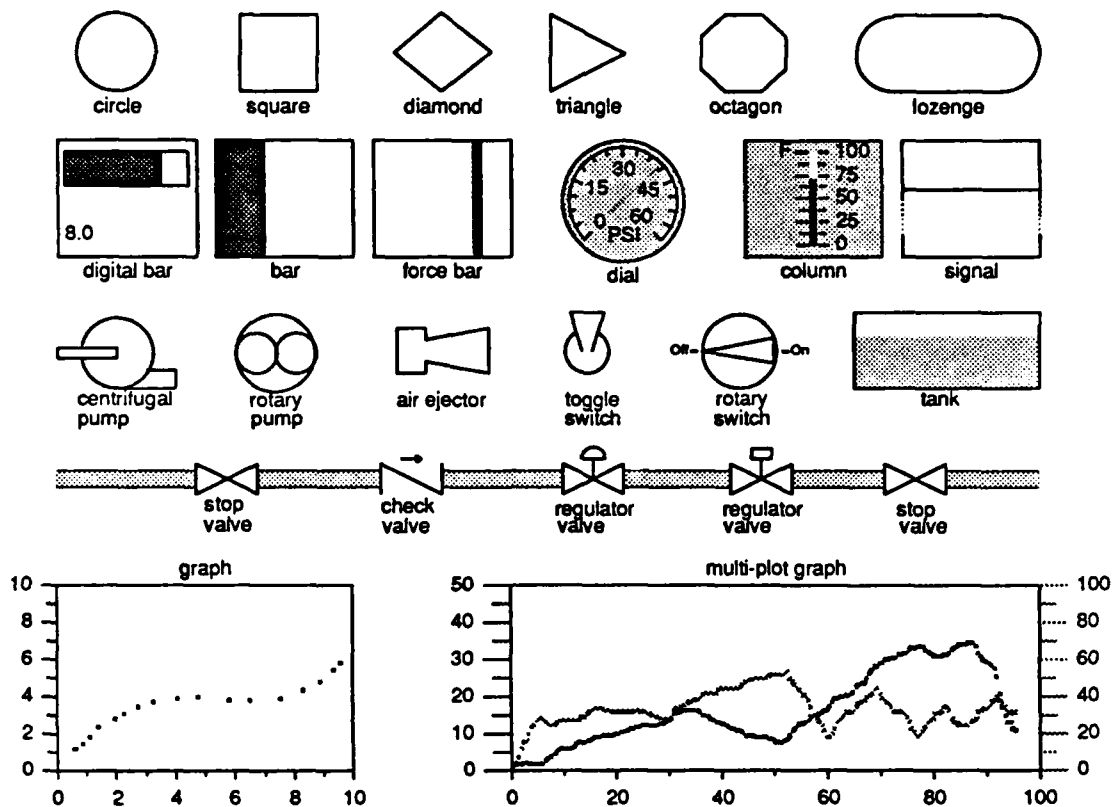 circle square diamond triangle octagon lozenge
F 100
75
50
25
0
30
15 45
0 60
PSI
8.0
digital bar bar force bar dial column signal
Off On
centrifugal pump
rotary pump
air ejector
toggle switch
rotary switch
tank
stop valve
check valve
regulator valve
regulator valve
stop valve
graph
10
8
6
4
2
0
0 2 4 6 8 10
multi-plot graph
50
40
30
20
10
0
100
80
60
40
20
0
0 20 40 60 80 100